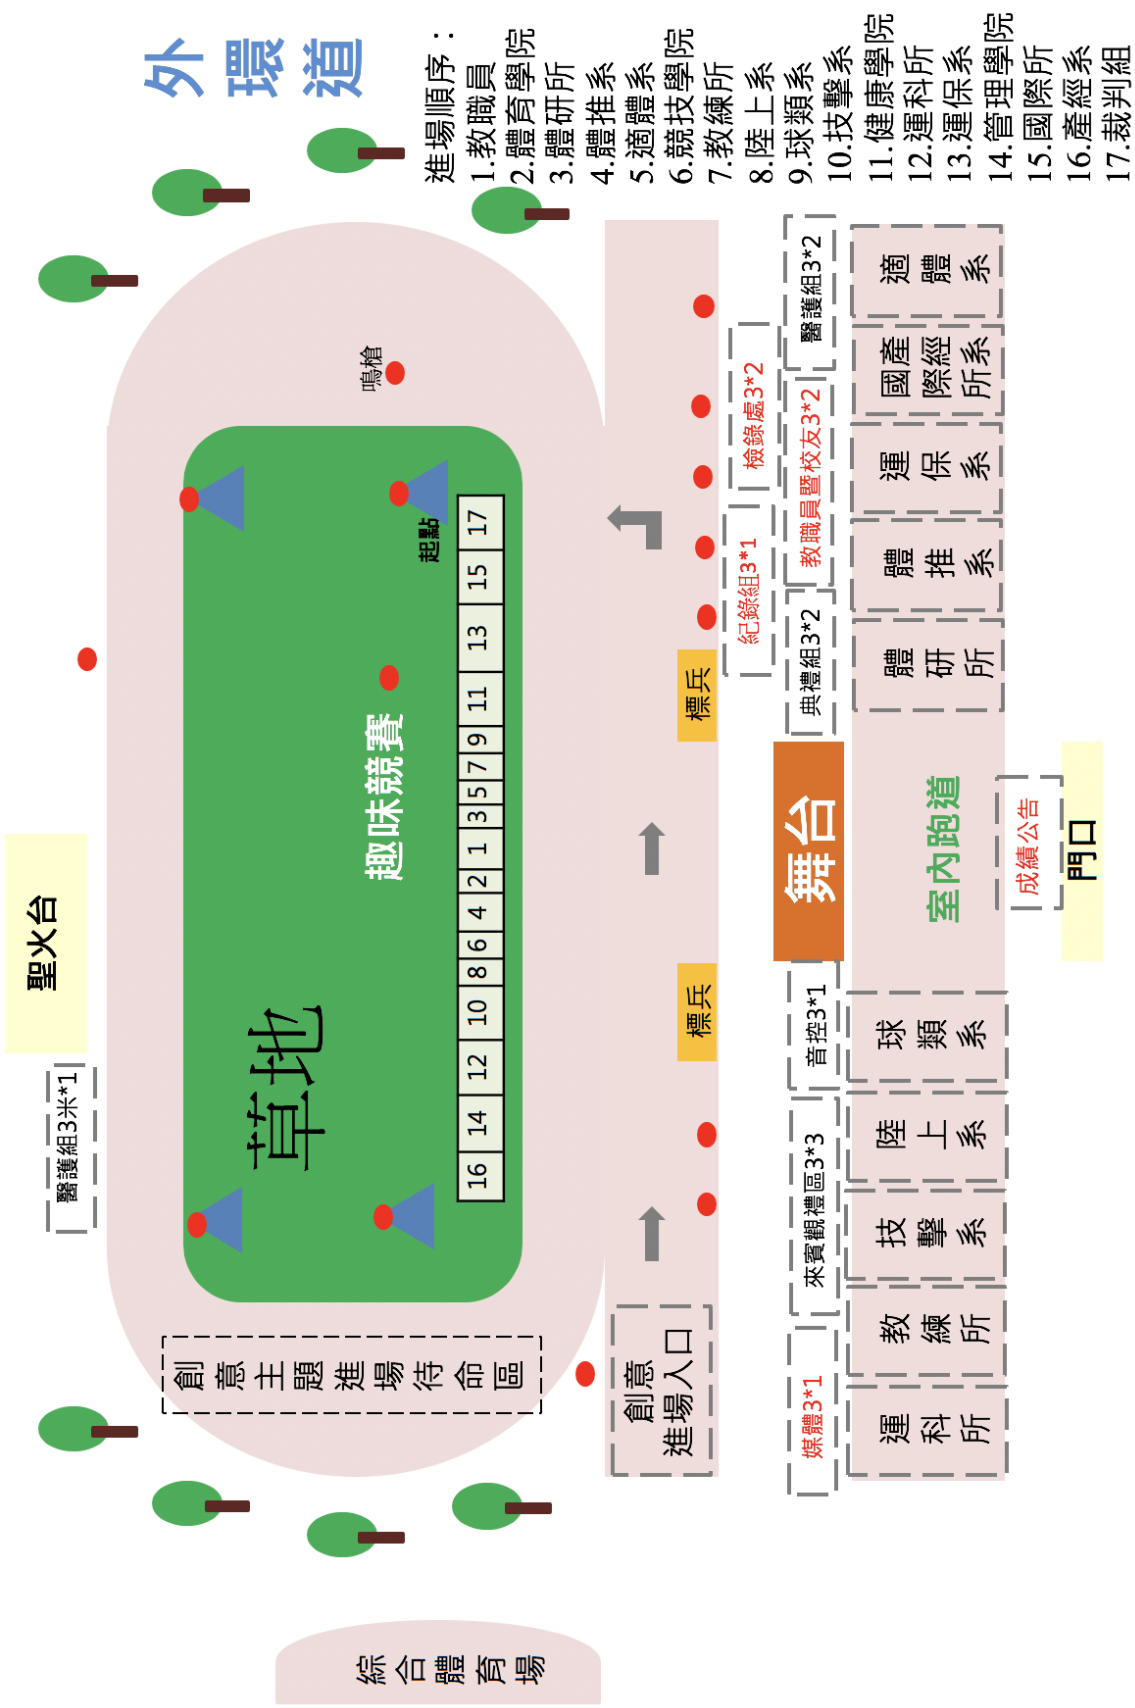 外
環
道
進場順序：
1.教職員
2.體育學院
3.體研所
4.體推系
5.適體系
6.競技學院
7.教練所
8.陸上系
9.球類系
10.技擊系
11.健康學院
12.運科所
13.運保系
14.管理學院
15.國際所
16.產經系
17.裁判組
聖火台
醫護組3米*1
鳴槍
起點
草地
趣味競賽
16 14 12 10 8 6 4 2 1 3 5 7 9 11 13 15 17
創意主題進場待命區
創意
進場入口
標兵
標兵
綜合體育場
檢錄處3*2
紀錄組3*1
媒體3*1
來賓觀禮區3*3
音控3*1
舞台
典禮組3*2
教職員暨校友3*2
醫護組3*2
運科所
教練所
技擊系
陸上系
球類系
室內跑道
體研所
體推系
運保系
國際所
產經系
適體系
成績公告
門口